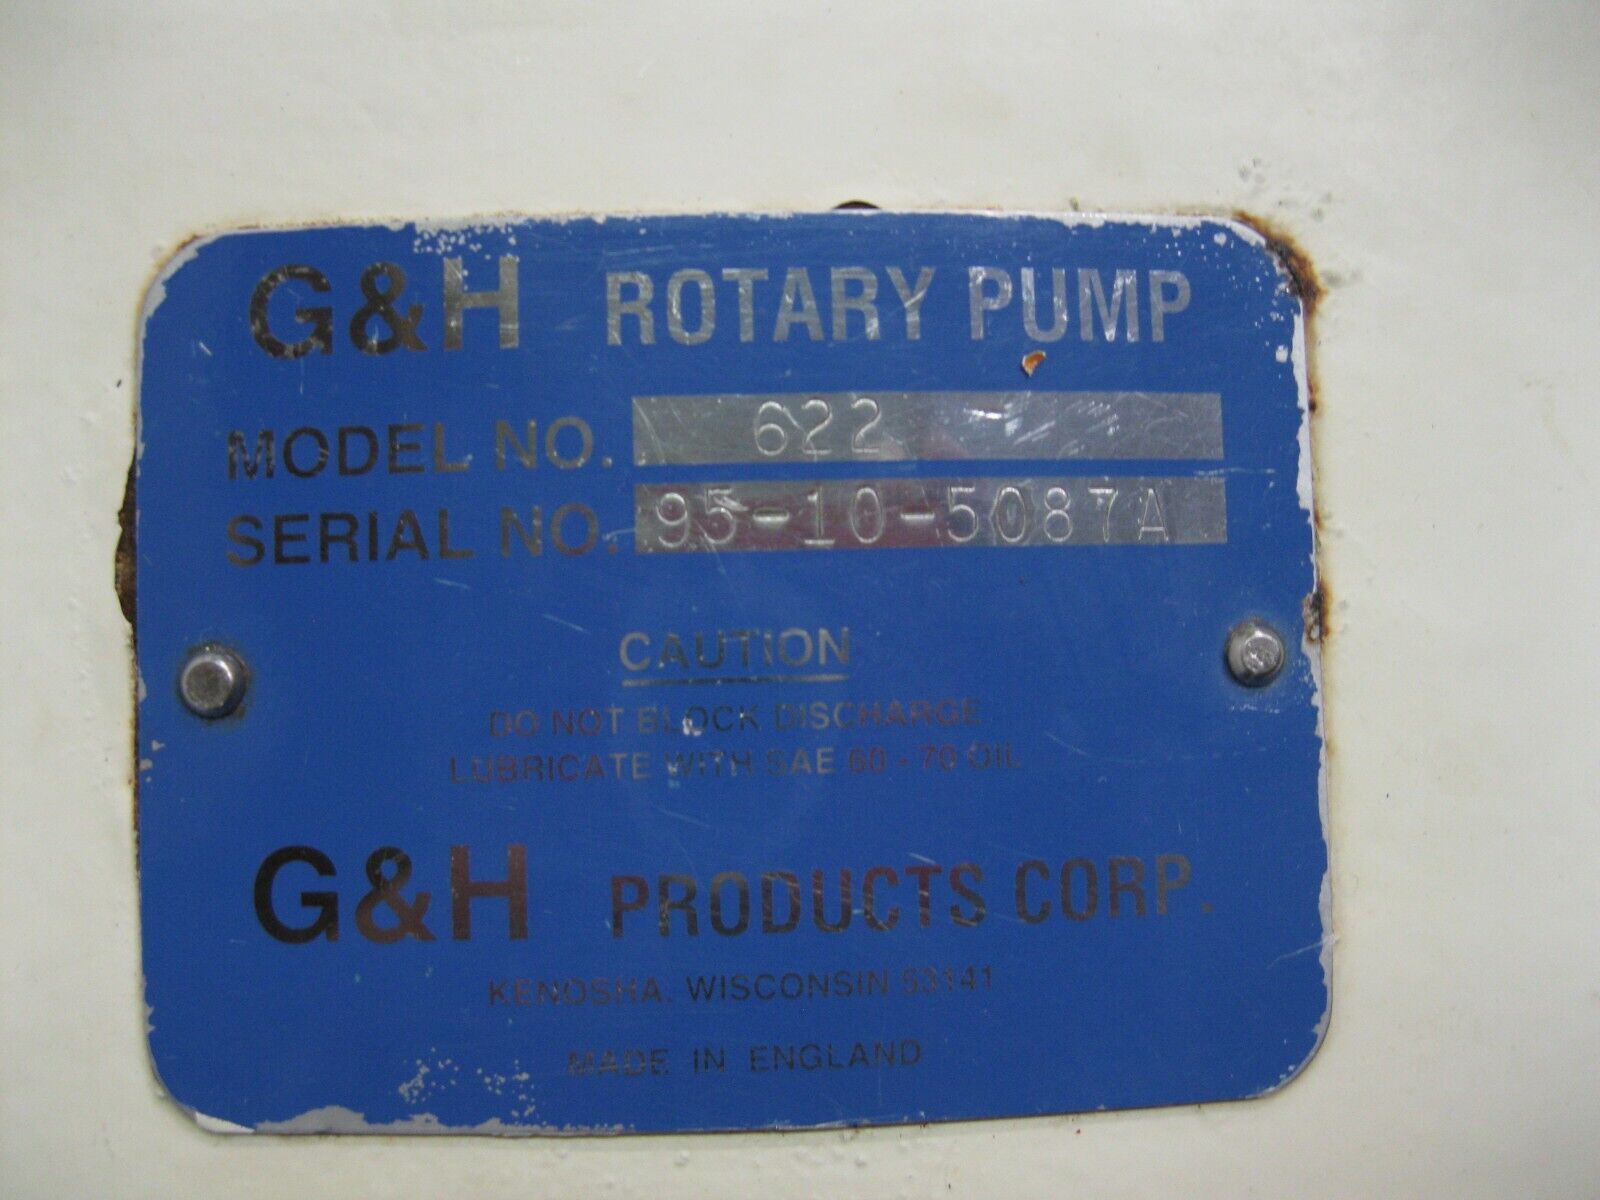 G&H ROTARY PUMP
MODEL NO. 622
SERIAL NO. 95-10-5087A
CAUTION
DO NOT BLOCK DISCHARGE
LUBRICATE WITH SAE 60 - 70 OIL
G&H PRODUCTS CORP.
KENOSHA, WISCONSIN 53141
MADE IN ENGLAND